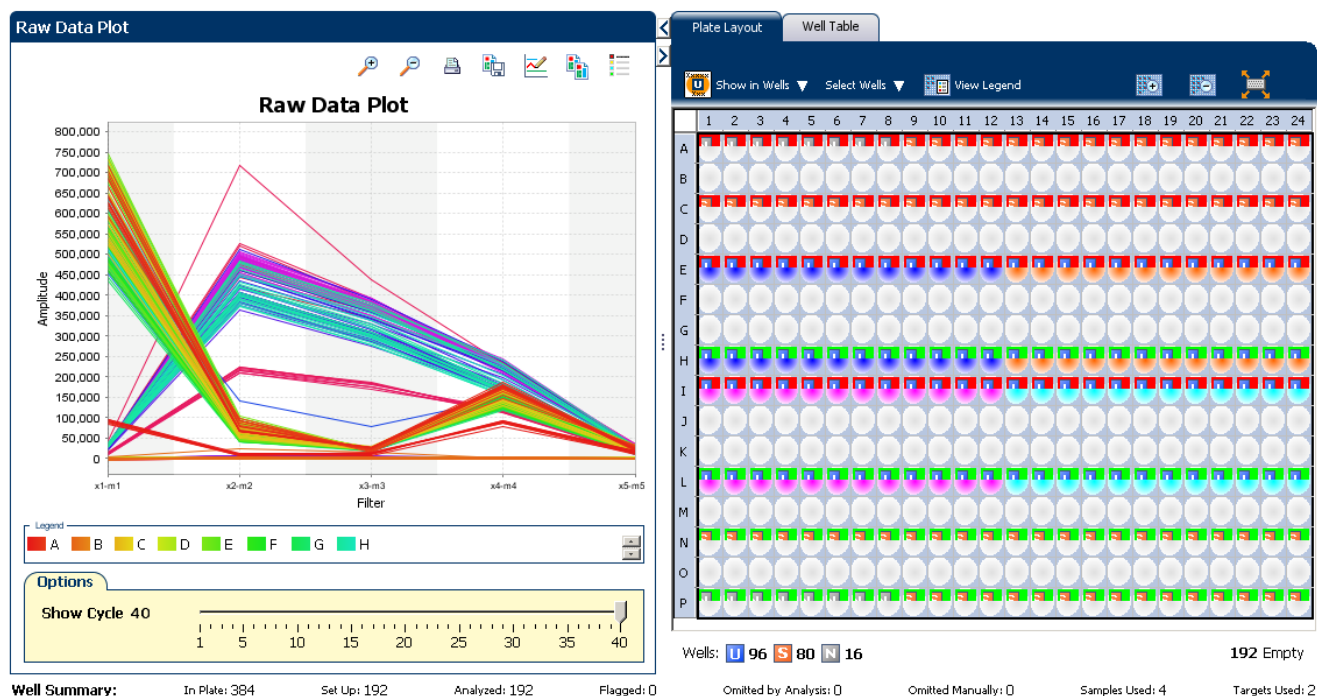 Raw Data Plot
Raw Data Plot
Amplitude
800,000
750,000
700,000
650,000
600,000
550,000
500,000
450,000
400,000
350,000
300,000
250,000
200,000
150,000
100,000
50,000
0
x1-m1 x2-m2 x3-m3 x4-m4 x5-m5
Filter
Legend
A B C D E F G H
Options
Show Cycle 40
1 5 10 15 20 25 30 35 40
Plate Layout Well Table
Show in Wells Select Wells View Legend
1 2 3 4 5 6 7 8 9 10 11 12 13 14 15 16 17 18 19 20 21 22 23 24
A
B
C
D
E
F
G
H
I
J
K
L
M
N
O
P
Wells: U 96 S 80 N 16 192 Empty
Well Summary: In Plate: 384 Set Up: 192 Analyzed: 192 Flagged: 0 Omitted by Analysis: 0 Omitted Manually: 0 Samples Used: 4 Targets Used: 2